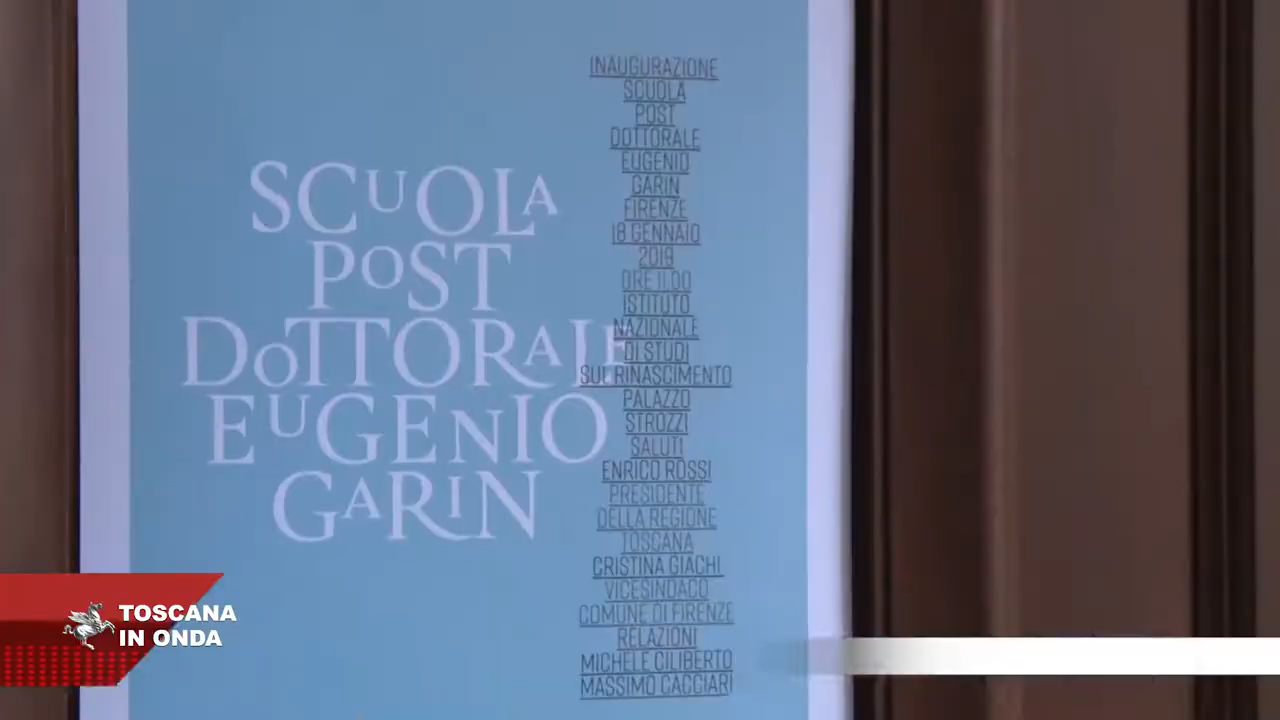 SCUOLA
POST
DOTTORALE
EUGENIO
GARIN
INAUGURAZIONE
SCUOLA
POST
DOTTORALE
EUGENIO
GARIN
FIRENZE
18 GENNAIO
2019
ORE 11.00
ISTITUTO
NAZIONALE
DI STUDI
SUL RINASCIMENTO
PALAZZO
STROZZI
SALUTI
ENRICO ROSSI
PRESIDENTE
DELLA REGIONE
TOSCANA
CRISTINA GIACHI
VICESINDACO
COMUNE DI FIRENZE
RELAZIONI
MICHELE CILIBERTO
MASSIMO CACCIARI
TOSCANA
IN ONDA